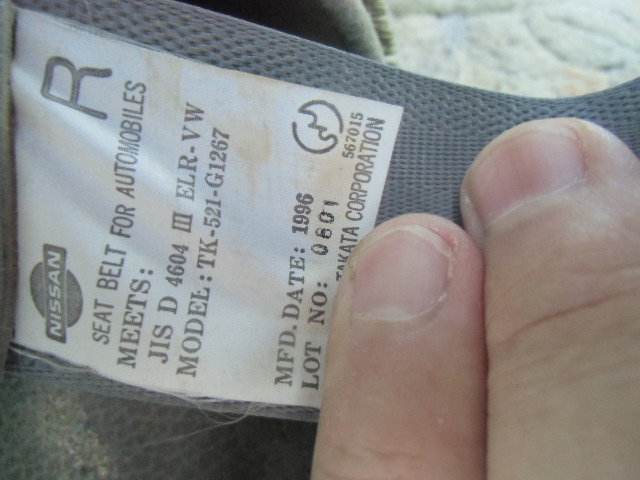 R
NISSAN
SEAT BELT FOR AUTOMOBILES
MEETS:
JIS D 4604 III ELR-VW
MODEL: TK-521-G1267
MFD. DATE: 1996
LOT NO: 0601
567015
TAKATA CORPORATION